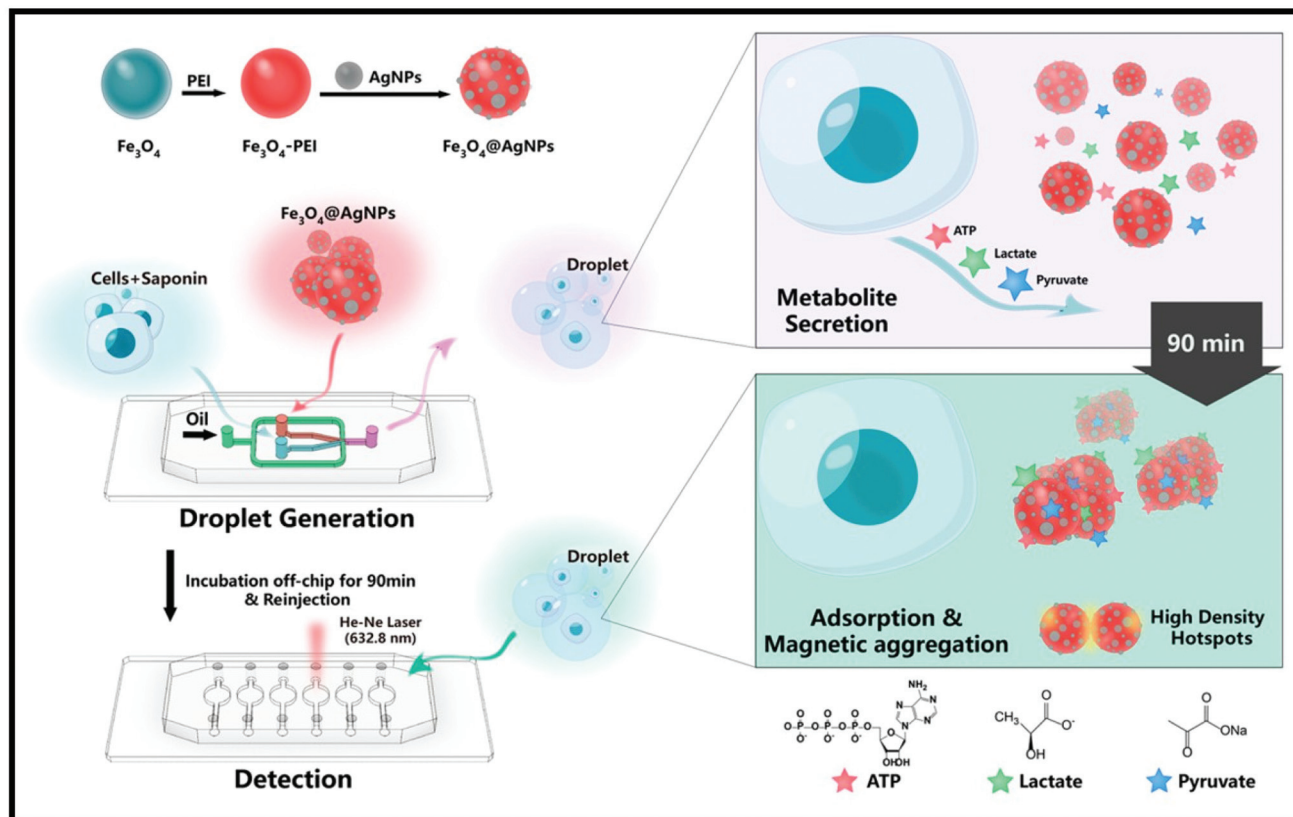 PEI
AgNPs
Fe₃O₄
Fe₃O₄-PEI
Fe₃O₄@AgNPs
Fe₃O₄@AgNPs
Cells+Saponin
Droplet
Oil
Droplet Generation
Incubation off-chip for 90min
& Reinjection
He-Ne Laser
(632.8 nm)
Droplet
Detection
ATP
Lactate
Pyruvate
Metabolite
Secretion
90 min
Adsorption &
Magnetic aggregation
High Density
Hotspots
NH₂
N
N
N
N
O
O
O
O
⁻O-P-O-P-O-P-O
O⁻
O⁻
O⁻
OHOH
ATP
CH₃
O
O⁻
OH
Lactate
O
ONa
O
Pyruvate